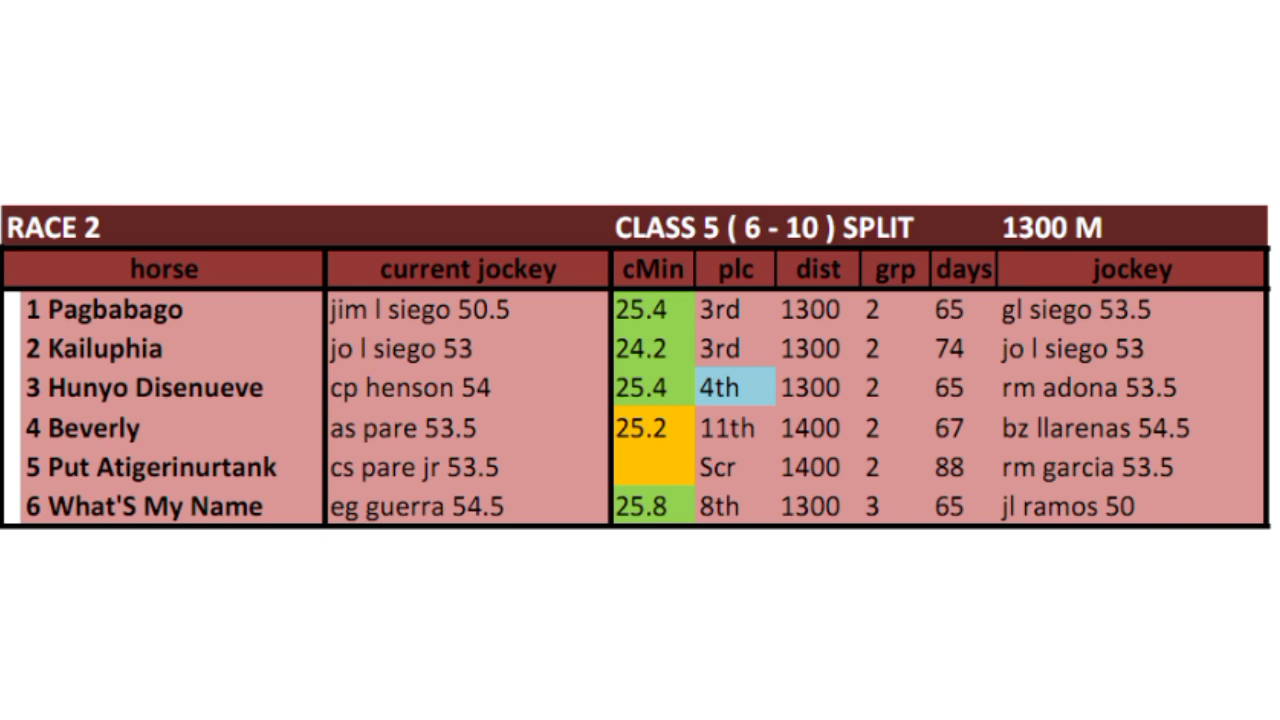 RACE 2 CLASS 5 ( 6 - 10 ) SPLIT 1300 M
horse current jockey cMin plc dist grp days jockey
1 Pagbabago jim l siego 50.5 25.4 3rd 1300 2 65 gl siego 53.5
2 Kailuphia jo l siego 53 24.2 3rd 1300 2 74 jo l siego 53
3 Hunyo Disenueve cp henson 54 25.4 4th 1300 2 65 rm adona 53.5
4 Beverly as pare 53.5 25.2 11th 1400 2 67 bz llarenas 54.5
5 Put Atigerinurtank cs pare jr 53.5 Scr 1400 2 88 rm garcia 53.5
6 What'S My Name eg guerra 54.5 25.8 8th 1300 3 65 jl ramos 50